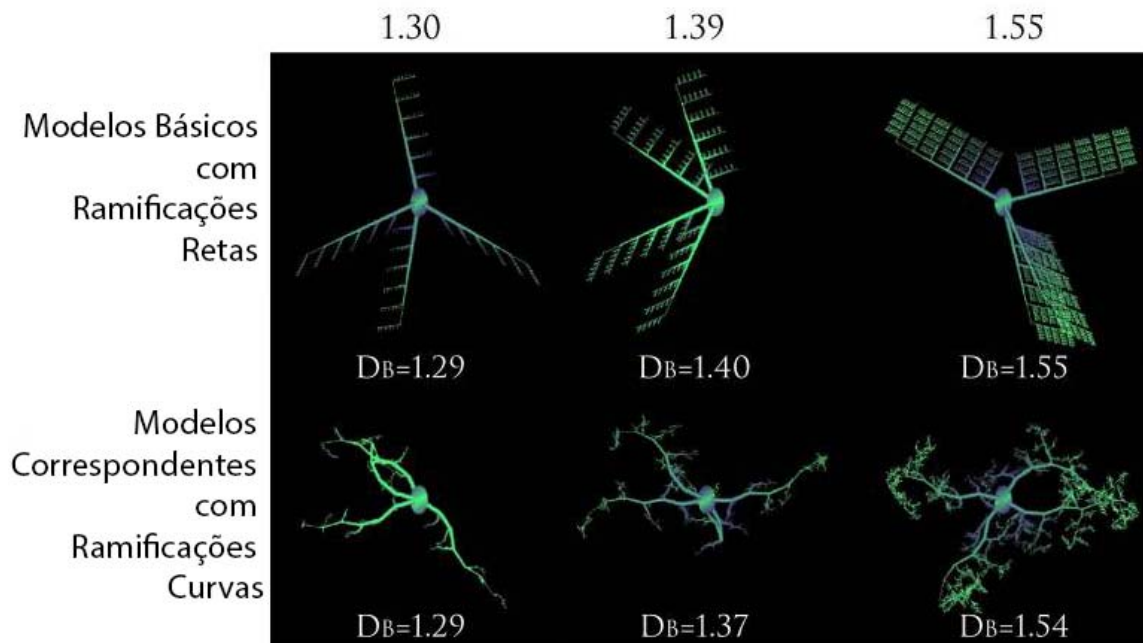 1.30 1.39 1.55
Modelos Básicos
com
Ramificações
Retas
DB=1.29 DB=1.40 DB=1.55
Modelos
Correspondentes
com
Ramificações
Curvas
DB=1.29 DB=1.37 DB=1.54